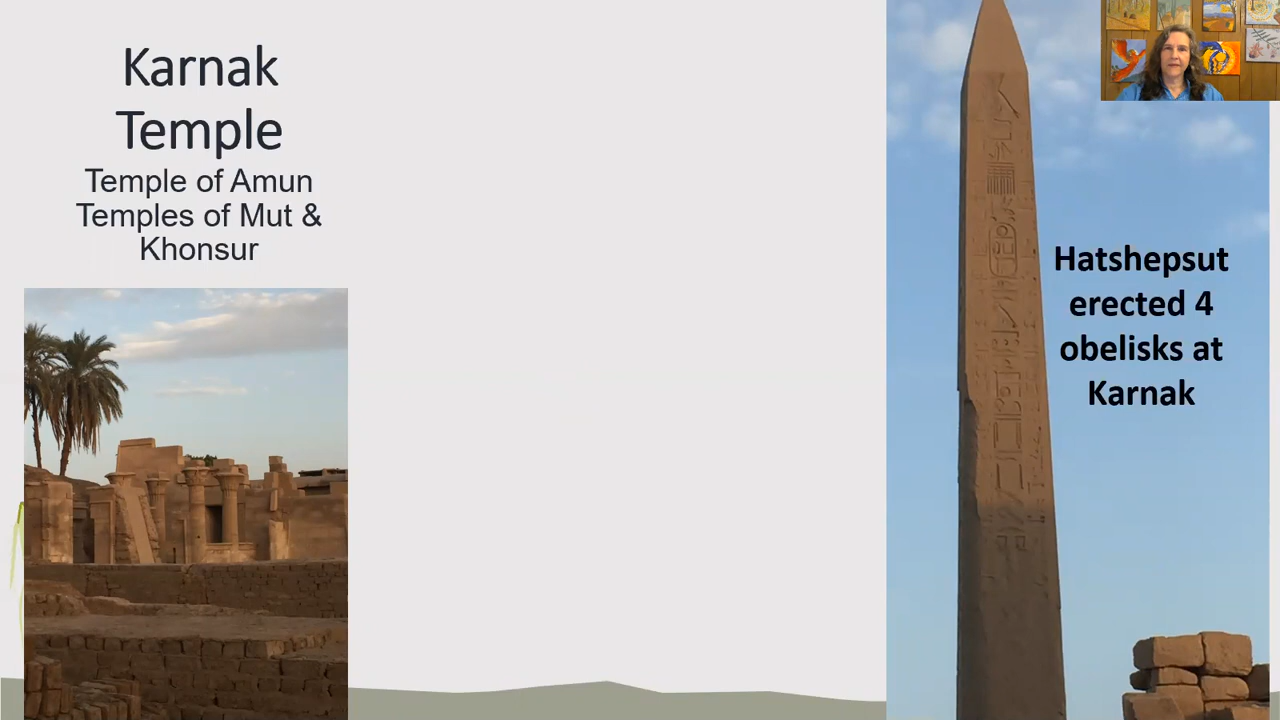 Karnak
Temple
Temple of Amun
Temples of Mut &
Khonsur
Hatshepsut
erected 4
obelisks at
Karnak